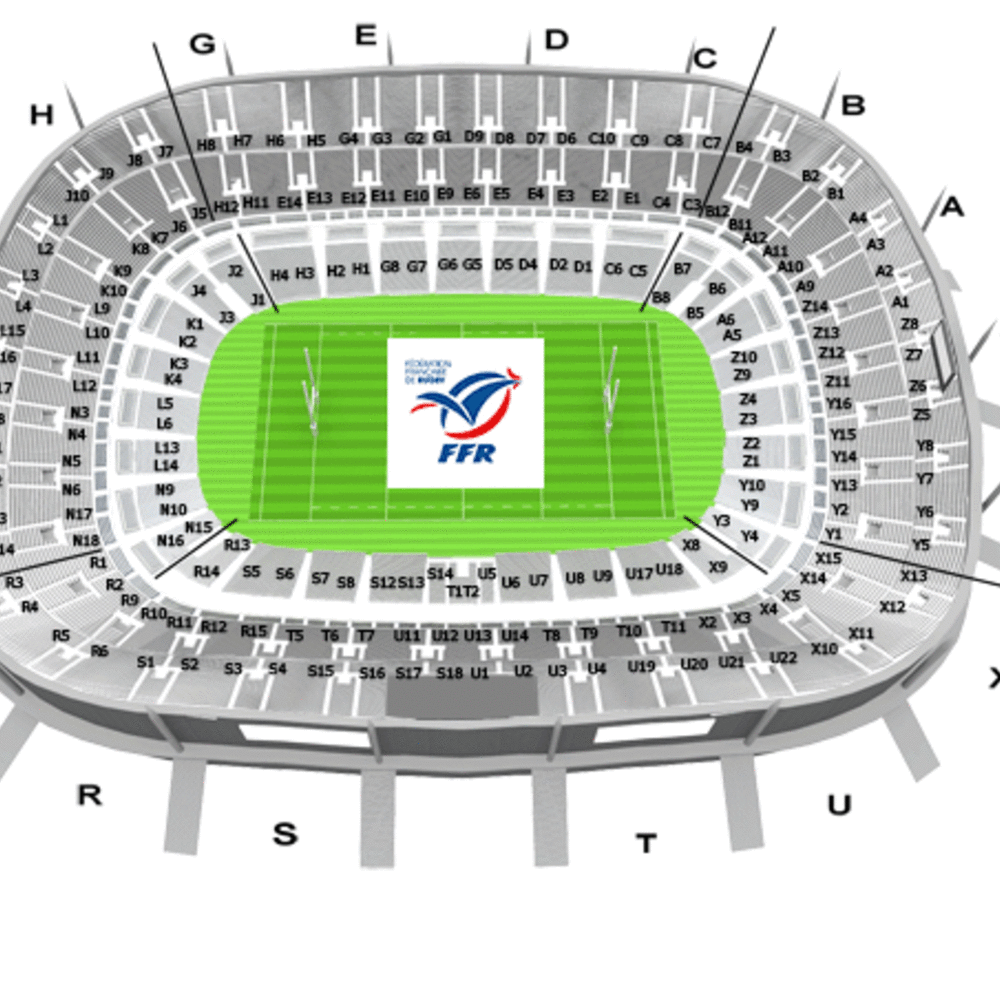 G E D C
H B
H8 H7 H6 H5 G4 G3 G2 G1 D9 D8 D7 D6 C10 C9 C8 C7 B4 B3
J10 J9 J8 J7 B2 B1
J5 H12 H11 E14 E13 E12 E11 E10 E9 E6 E5 E4 E3 E2 E1 C4 C3 B12
L1 K8 K7 J6 B11 A12 A11 A4 A
L2 K9 A10 A3
J2 H4 H3 H2 H1 G8 G7 G6 G5 D5 D4 D2 D1 C6 C5 B7
L3 K10 J4 B6 A9 A2
L4 L9 J3 J1 B8 B5 Z14 A1
L15 L10 K1 A6 Z13 Z8
K2 A5
16 L11 K3 Z10 Z12 Z7
17 L12 K4 Z9 Z11 Z6
N3 L5 Z4 Y16 Z5
N4 L6 Z3 Y15
L13 Z2 Y8
N5 L14 Z1 Y14
N6 N9 Y10 Y13 Y7
N17 N10 Y9 Y2 Y6
N18 N16 N15 Y3 Y4 Y1 Y5
14
FÉDÉRATION
FRANÇAISE
DE RUGBY
FFR
R13 X8
R1 R14 S5 S6 S7 S8 S12 S13 S14 U5 U6 U7 U8 U9 U17 U18 X9 X15
R3 R2 T1 T2 X14 X13
R4 R9 R10 X4 X5 X12
R5 R11 R12 R15 T5 T6 T7 U11 U12 U13 U14 T8 T9 T10 T11 X2 X3 X11
R6 S1 S2 S3 S4 S15 S16 S17 S18 U1 U2 U3 U4 U19 U20 U21 U22 X10
X
R S T U